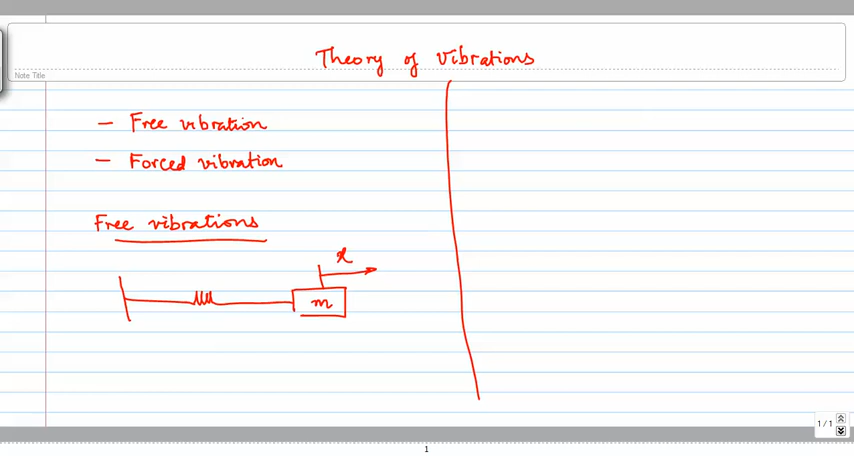 Theory of vibrations
Note Title
- Free vibration
- Forced vibration
Free vibrations
x
m
1/1
1